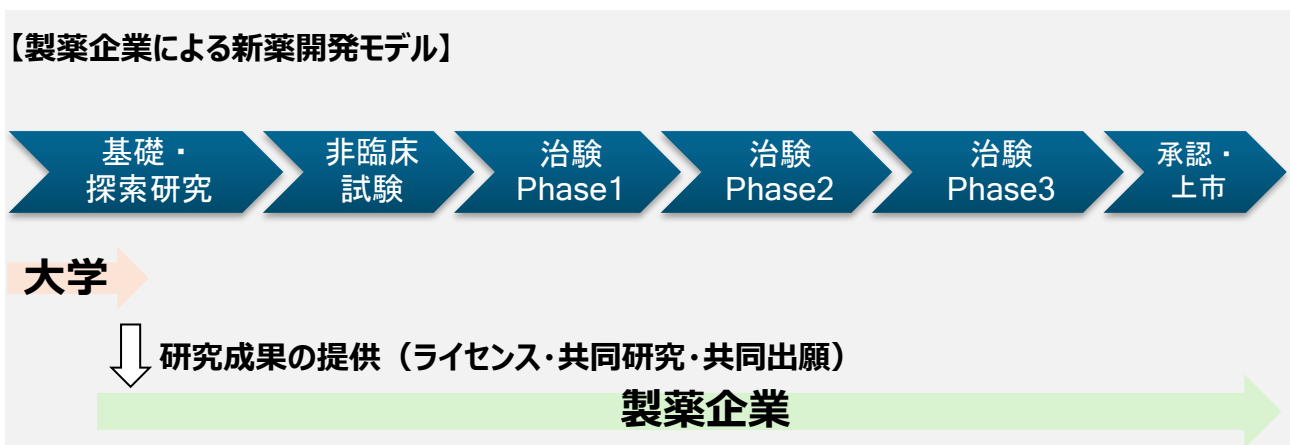 【製薬企業による新薬開発モデル】
基礎・
探索研究
非臨床
試験
治験
Phase1
治験
Phase2
治験
Phase3
承認・
上市
大学
研究成果の提供（ライセンス・共同研究・共同出願）
製薬企業